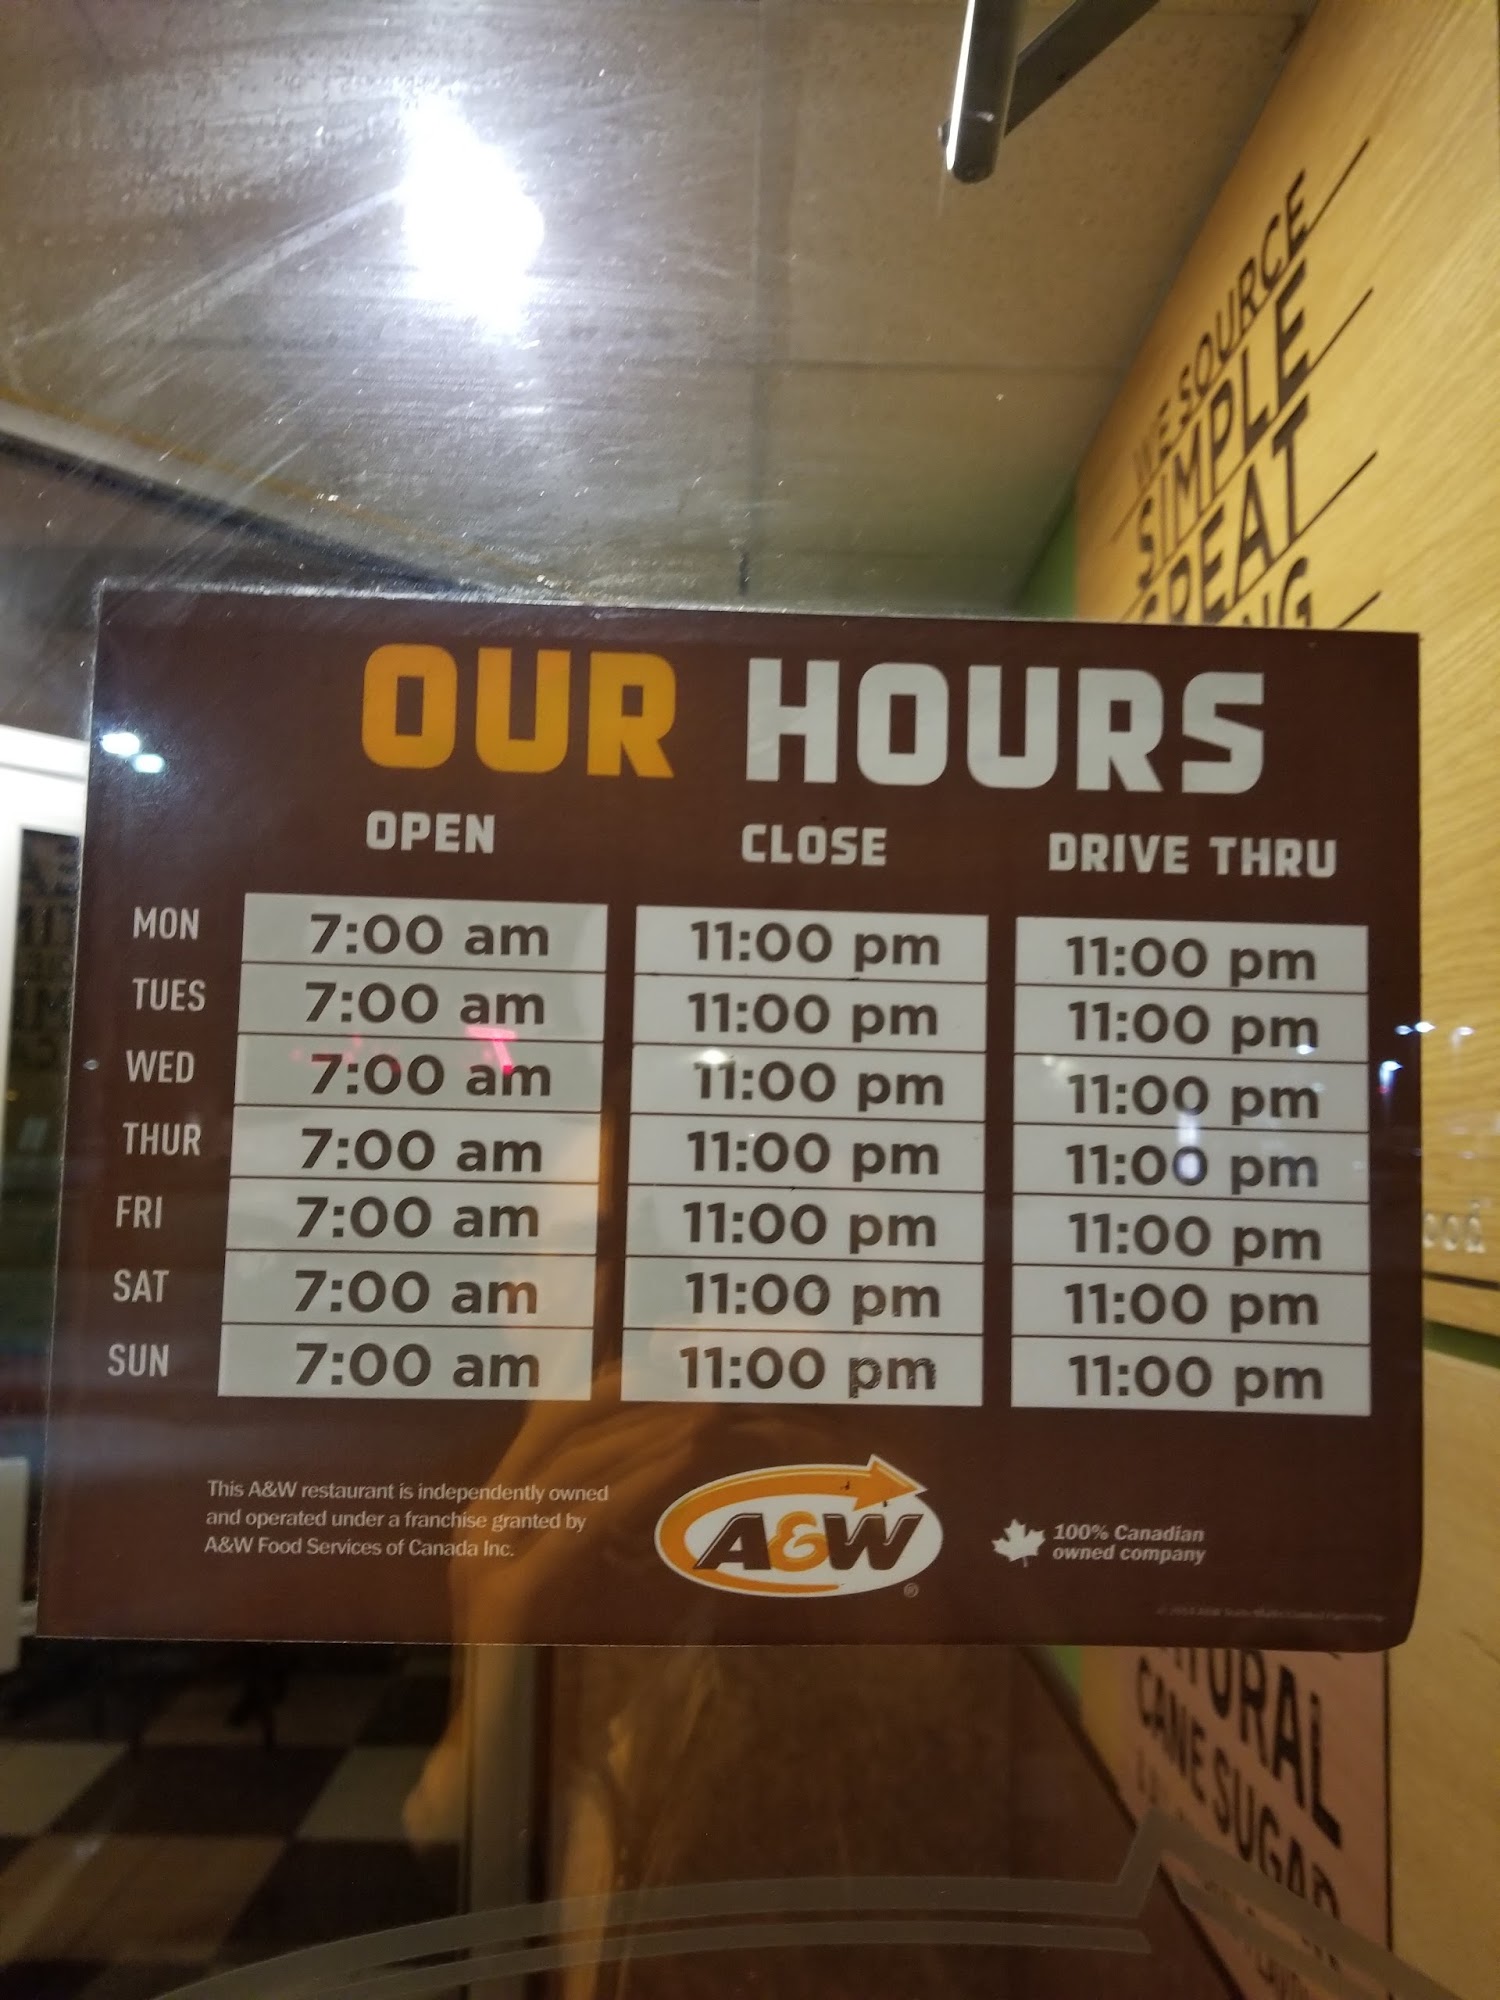 WE SOURCE
SIMPLE
GREAT
OUR HOURS
OPEN CLOSE DRIVE THRU
MON 7:00 am 11:00 pm 11:00 pm
TUES 7:00 am 11:00 pm 11:00 pm
WED 7:00 am 11:00 pm 11:00 pm
THUR 7:00 am 11:00 pm 11:00 pm
FRI 7:00 am 11:00 pm 11:00 pm
SAT 7:00 am 11:00 pm 11:00 pm
SUN 7:00 am 11:00 pm 11:00 pm
This A&W restaurant is independently owned
and operated under a franchise granted by
A&W Food Services of Canada Inc.
A&W®
100% Canadian
owned company
CANE SUGAR